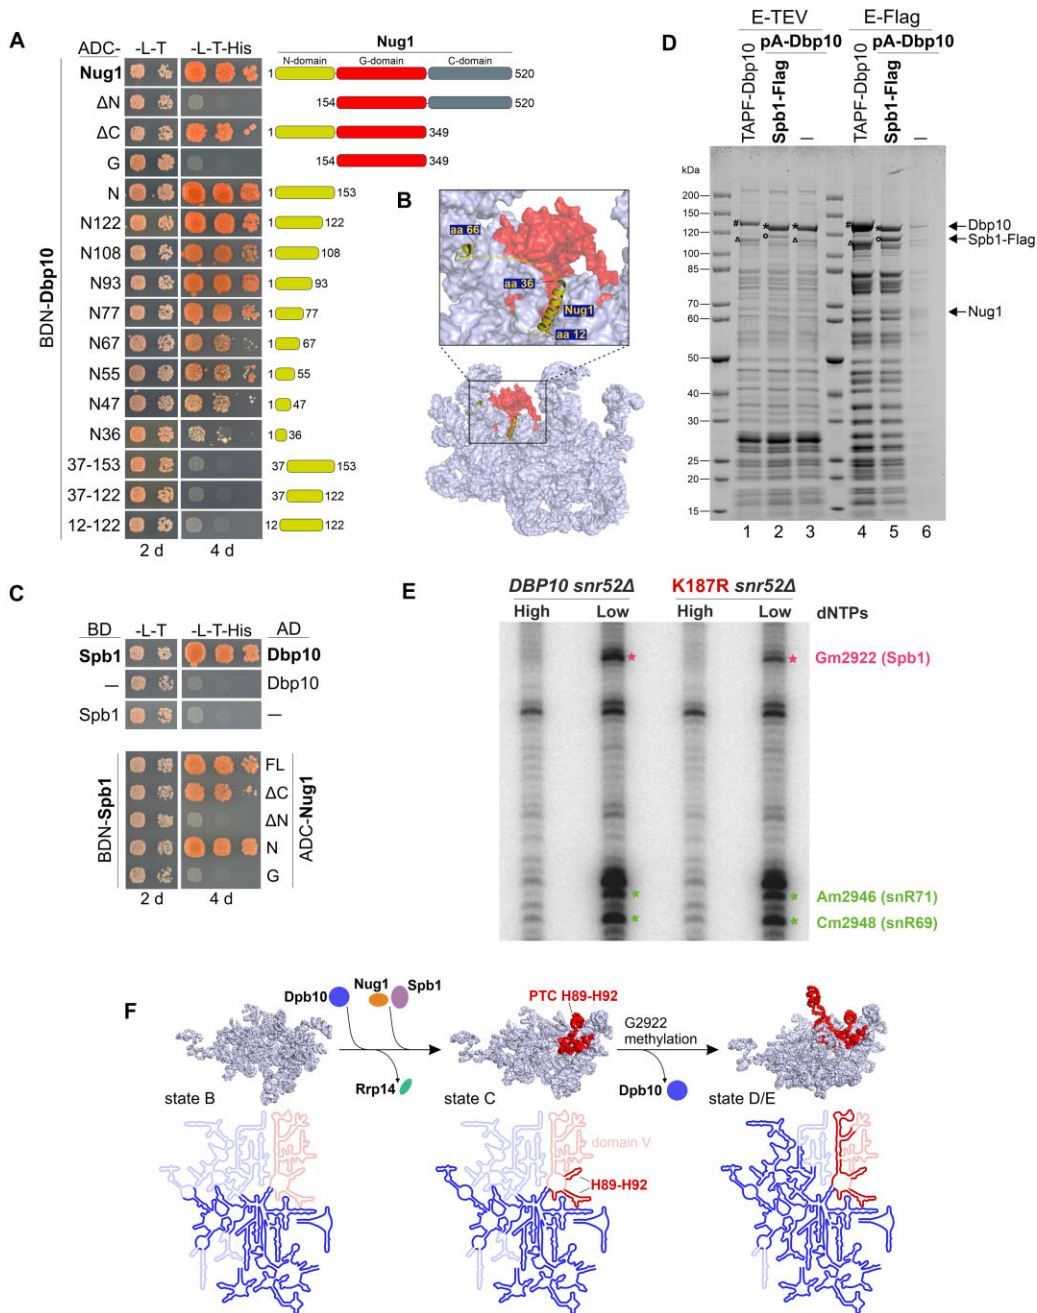 A
ADC-
-L-T
-L-T-His
Nug1
N-domain
G-domain
C-domain
BDN-Dbp10
Nug1
1
520
ΔN
154
520
ΔC
1
349
G
154
349
N
1
153
N122
1
122
N108
1
108
N93
1
93
N77
1
77
N67
1
67
N55
1
55
N47
1
47
N36
1
36
37-153
37
153
37-122
37
122
12-122
12
122
2 d
4 d
B
aa 66
aa 36
Nug1
aa 12
C
BD
-L-T
-L-T-His
AD
Spb1
Dbp10
—
Dbp10
Spb1
—
BDN-Spb1
ADC-Nug1
FL
ΔC
ΔN
N
G
2 d
4 d
D
E-TEV
E-Flag
pA-Dbp10
pA-Dbp10
TAPF-Dbp10
Spb1-Flag
—
TAPF-Dbp10
Spb1-Flag
—
kDa
200
150
120
100
85
70
60
50
40
30
25
20
15
#
*
*
#
*
Dbp10
Spb1-Flag
Nug1
1
2
3
4
5
6
E
DBP10 snr52Δ
K187R snr52Δ
High
Low
High
Low
dNTPs
Gm2922 (Spb1)
Am2946 (snR71)
Cm2948 (snR69)
F
Dpb10
Nug1
Spb1
Rrp14
PTC H89-H92
G2922
methylation
Dpb10
state B
state C
state D/E
domain V
H89-H92